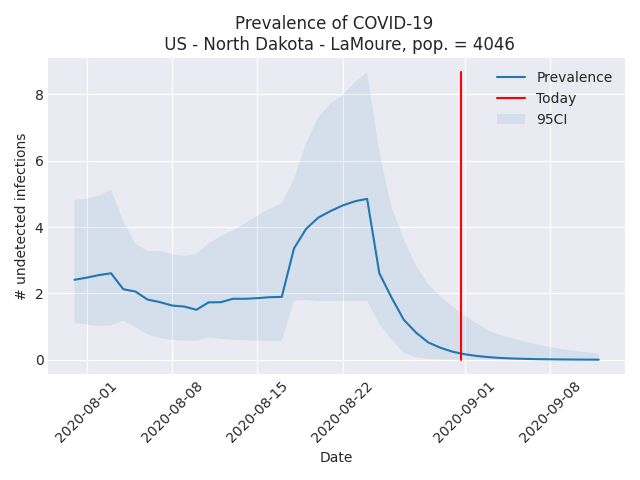 Prevalence of COVID-19
US - North Dakota - LaMoure, pop. = 4046
Prevalence
Today
95CI
# undetected infections
8
6
4
2
0
2020-08-01
2020-08-08
2020-08-15
2020-08-22
2020-09-01
2020-09-08
Date